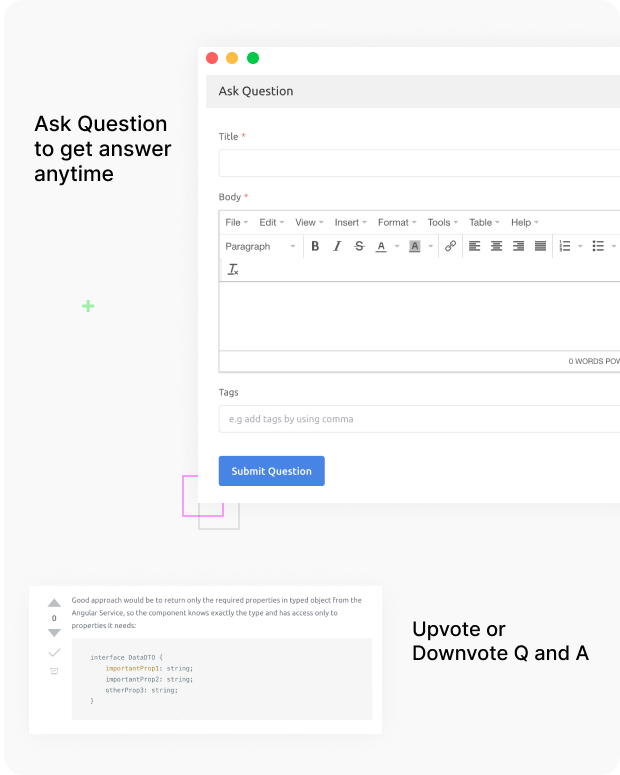 Ask Question
to get answer
anytime
Ask Question
Title *
Body *
File Edit View Insert Format Tools Table Help
Paragraph B I S A A
0 WORDS POW
Tags
e.g add tags by using comma
Submit Question
Good approach would be to return only the required properties in typed object from the
Angular Service, so the component knows exactly the type and has access only to
0
properties it needs:
interface DataDTO {
importantProp1: string;
importantProp2: string;
otherProp3: string;
}
Upvote or
Downvote Q and A